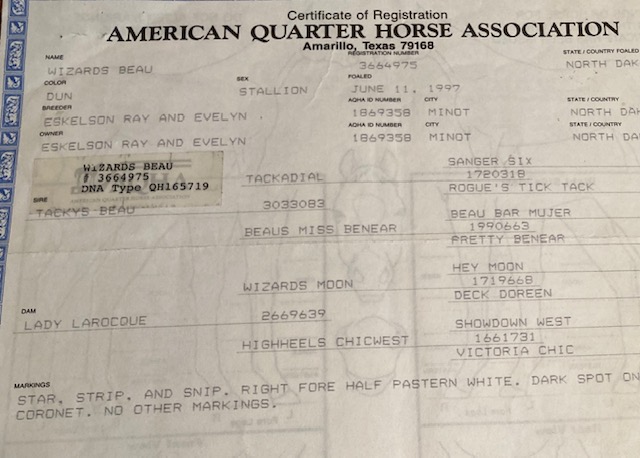 Certificate of Registration
AMERICAN QUARTER HORSE ASSOCIATION
Amarillo, Texas 79168
NAME REGISTRATION NUMBER STATE / COUNTRY FOALED
WIZARDS BEAU 3664975 NORTH DAK
COLOR SEX FOALED
DUN STALLION JUNE 11, 1997
BREEDER AQHA ID NUMBER CITY STATE / COUNTRY
ESKELSON RAY AND EVELYN 1869358 MINOT NORTH DA
OWNER AQHA ID NUMBER CITY STATE / COUNTRY
ESKELSON RAY AND EVELYN 1869358 MINOT NORTH DA
WIZARDS BEAU
# 3664975
DNA Type QH165719
SANGER SIX
TACKADIAL 1720318
ROGUE'S TICK TACK
SIRE
TACKYS BEAU 3033083
BEAU BAR MUJER
BEAUS MISS BENEAR 1990663
PRETTY BENEAR
HEY MOON
WIZARDS MOON 1719668
DECK DOREEN
DAM
LADY LAROCQUE 2669639
SHOWDOWN WEST
HIGHHEELS CHICWEST 1661731
VICTORIA CHIC
MARKINGS
STAR, STRIP, AND SNIP. RIGHT FORE HALF PASTERN WHITE. DARK SPOT ON
CORONET. NO OTHER MARKINGS.